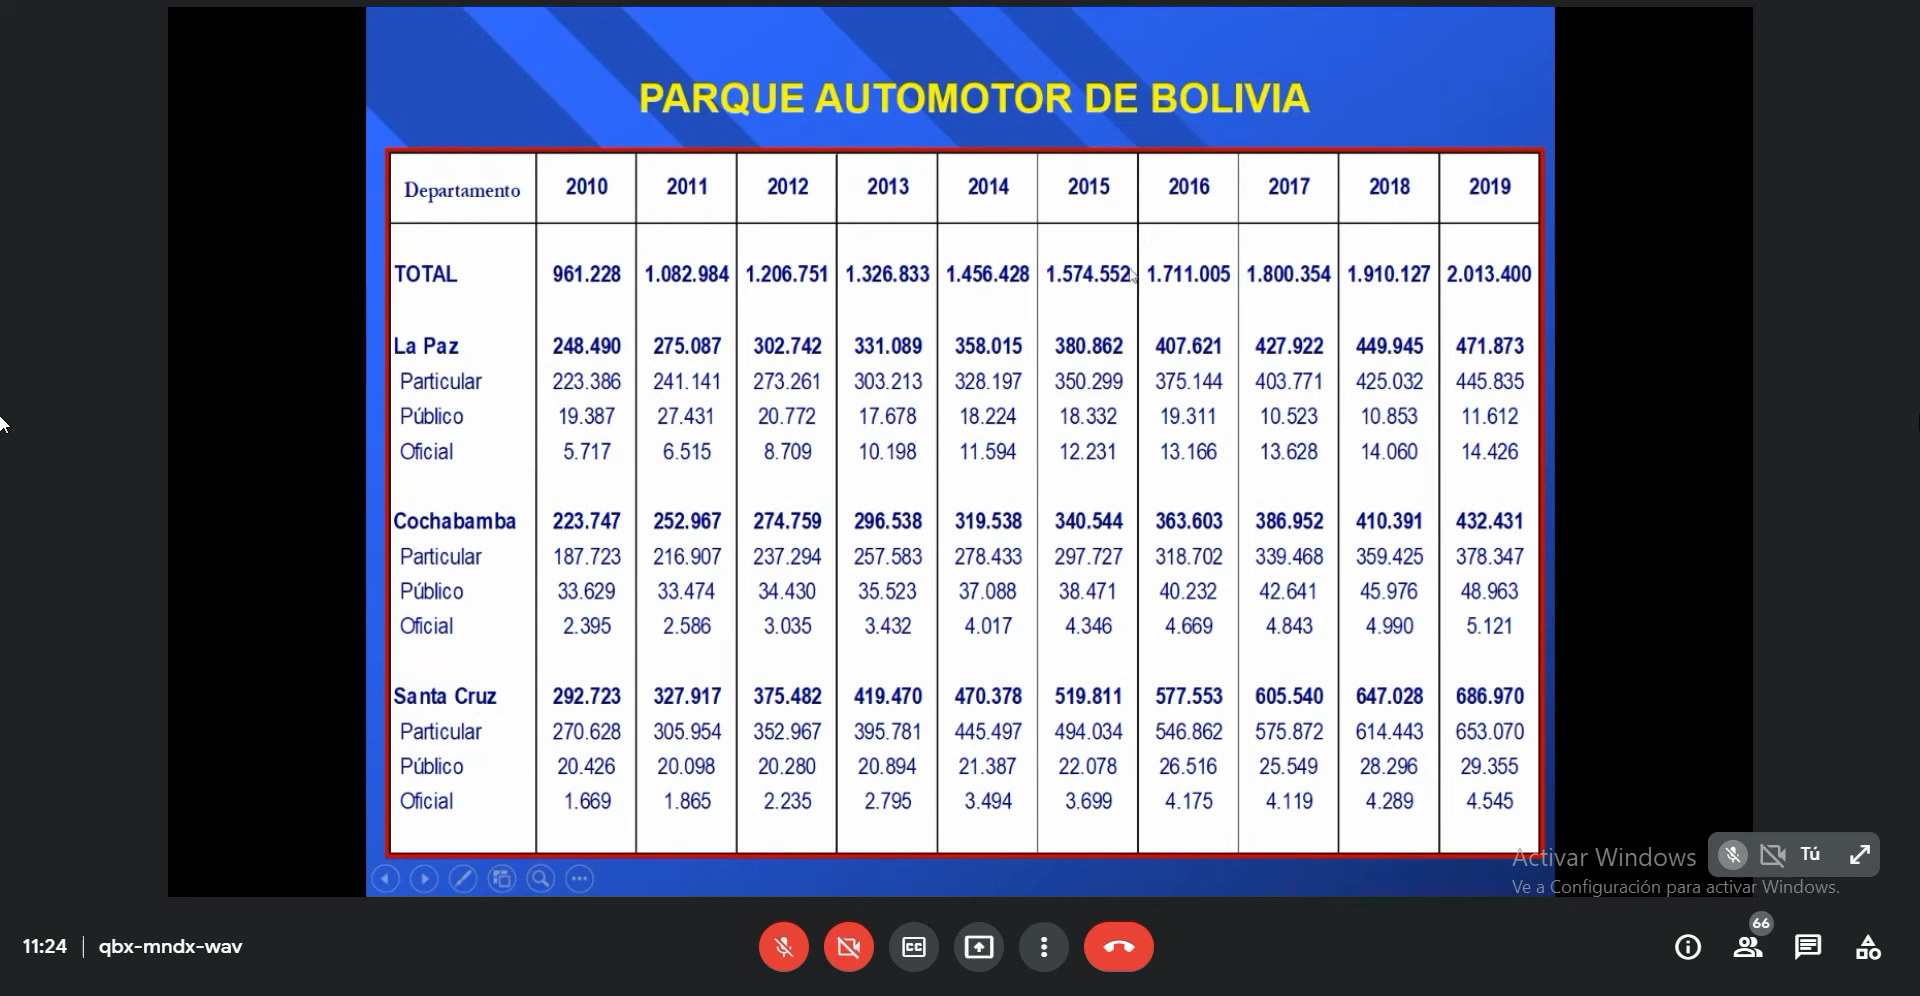 PARQUE AUTOMOTOR DE BOLIVIA
Departamento 2010 2011 2012 2013 2014 2015 2016 2017 2018 2019
TOTAL 961.228 1.082.984 1.206.751 1.326.833 1.456.428 1.574.552 1.711.005 1.800.354 1.910.127 2.013.400
La Paz 248.490 275.087 302.742 331.089 358.015 380.862 407.621 427.922 449.945 471.873
Particular 223.386 241.141 273.261 303.213 328.197 350.299 375.144 403.771 425.032 445.835
Público 19.387 27.431 20.772 17.678 18.224 18.332 19.311 10.523 10.853 11.612
Oficial 5.717 6.515 8.709 10.198 11.594 12.231 13.166 13.628 14.060 14.426
Cochabamba 223.747 252.967 274.759 296.538 319.538 340.544 363.603 386.952 410.391 432.431
Particular 187.723 216.907 237.294 257.583 278.433 297.727 318.702 339.468 359.425 378.347
Público 33.629 33.474 34.430 35.523 37.088 38.471 40.232 42.641 45.976 48.963
Oficial 2.395 2.586 3.035 3.432 4.017 4.346 4.669 4.843 4.990 5.121
Santa Cruz 292.723 327.917 375.482 419.470 470.378 519.811 577.553 605.540 647.028 686.970
Particular 270.628 305.954 352.967 395.781 445.497 494.034 546.862 575.872 614.443 653.070
Público 20.426 20.098 20.280 20.894 21.387 22.078 26.516 25.549 28.296 29.355
Oficial 1.669 1.865 2.235 2.795 3.494 3.699 4.175 4.119 4.289 4.545
Activar Windows
Tú
Ve a Configuración para activar Windows.
11:24 qbx-mndx-wav
CC
66